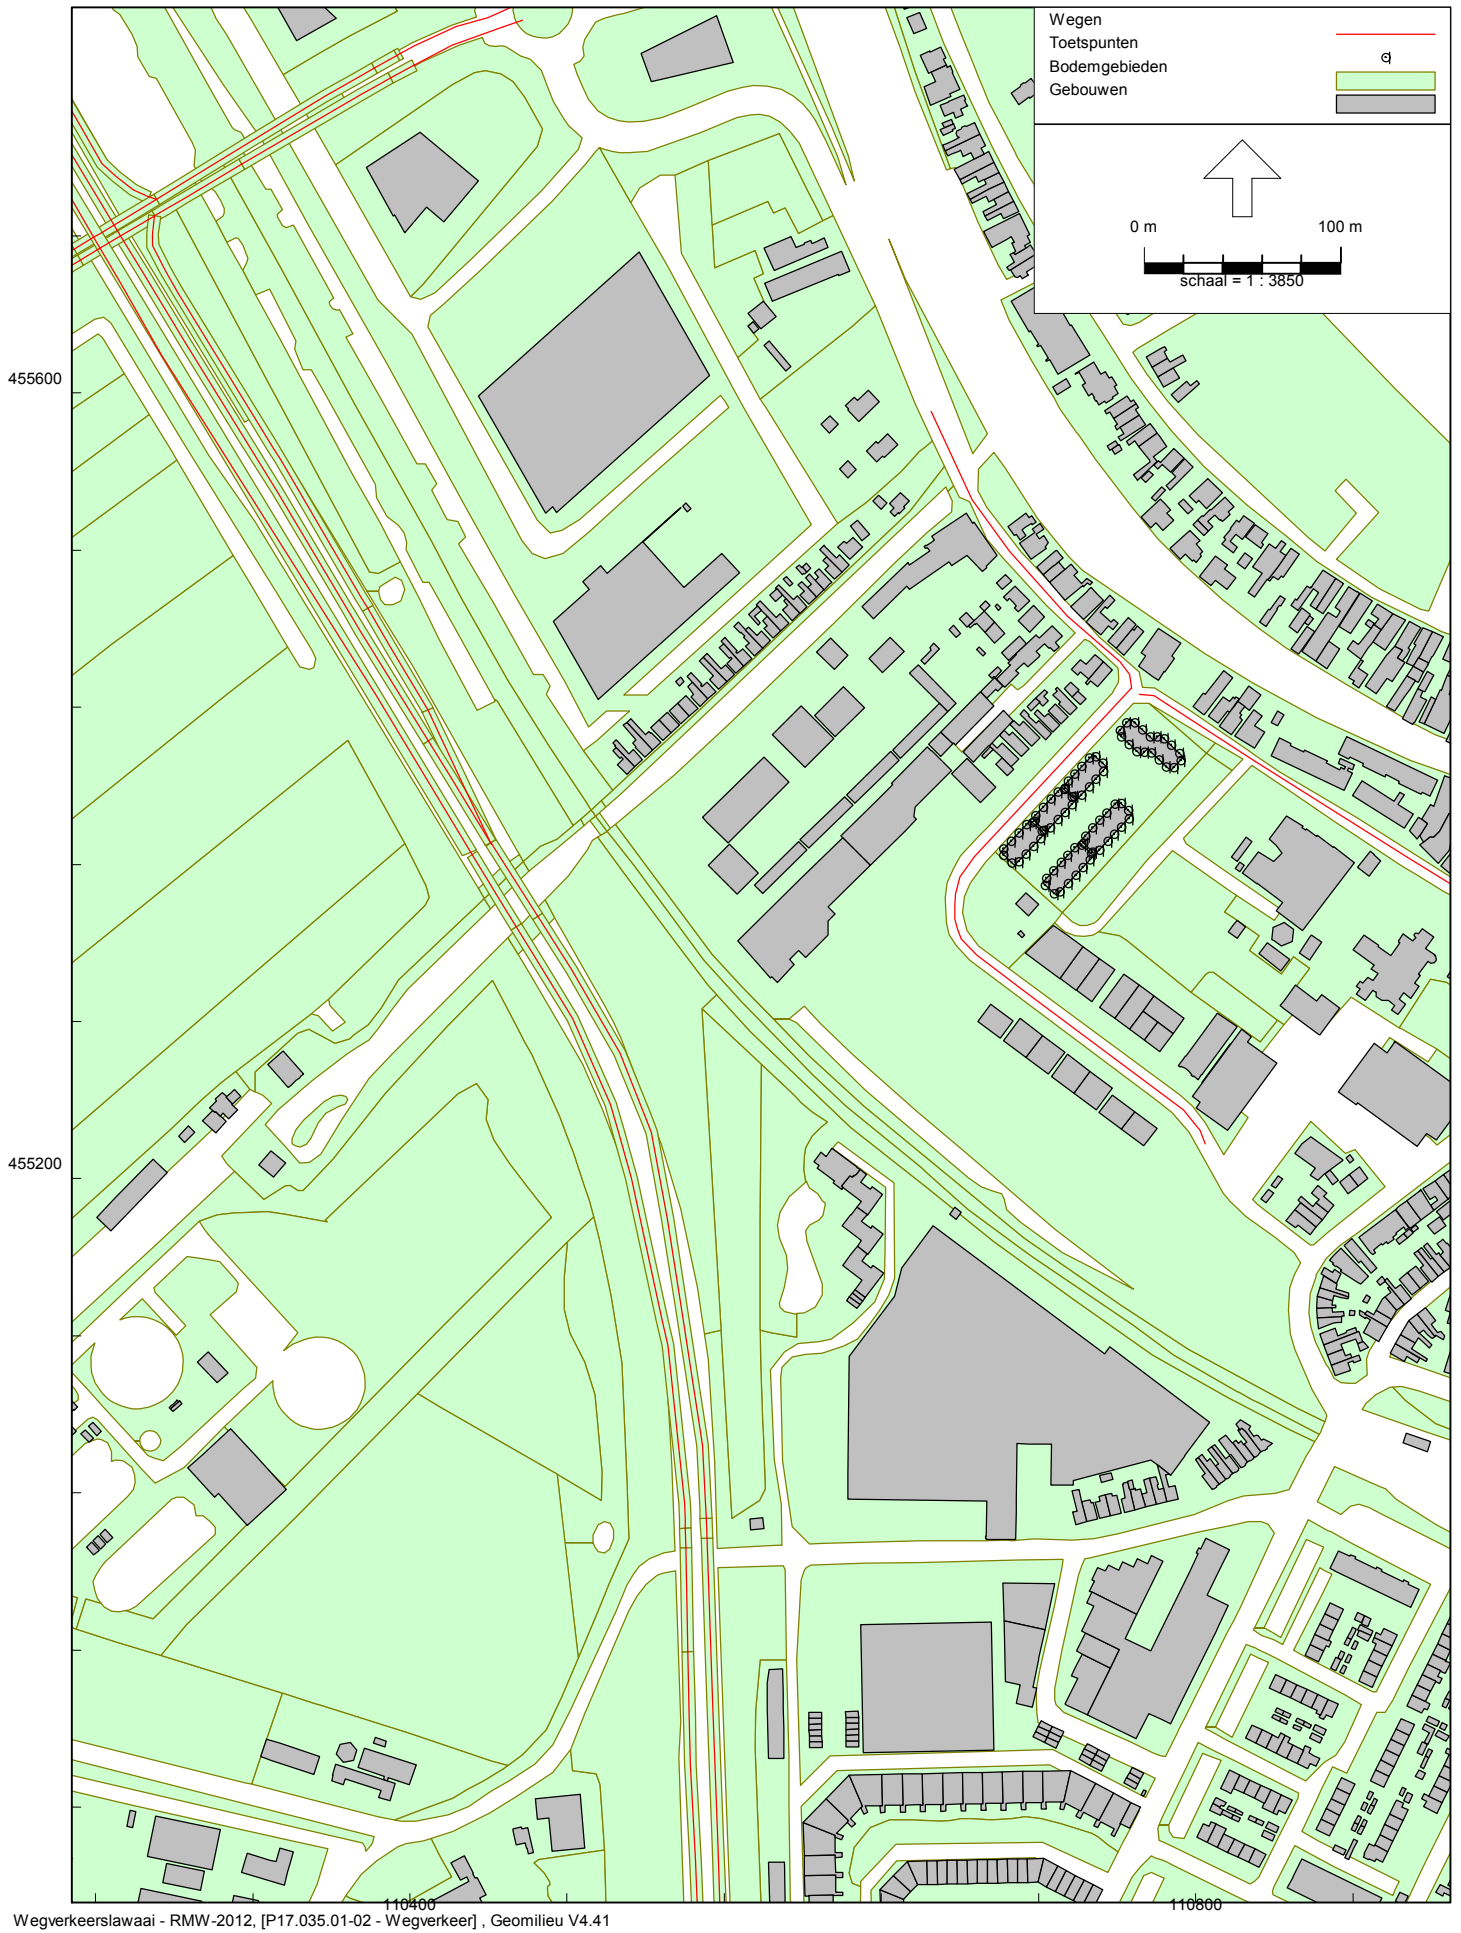 Wegen
Toetspunten
Bodemgebieden
Gebouwen
0 m 100 m
schaal = 1 : 3850
455600
455200
110400 110800
Wegverkeerslawaai - RMW-2012, [P17.035.01-02 - Wegverkeer] , Geomilieu V4.41